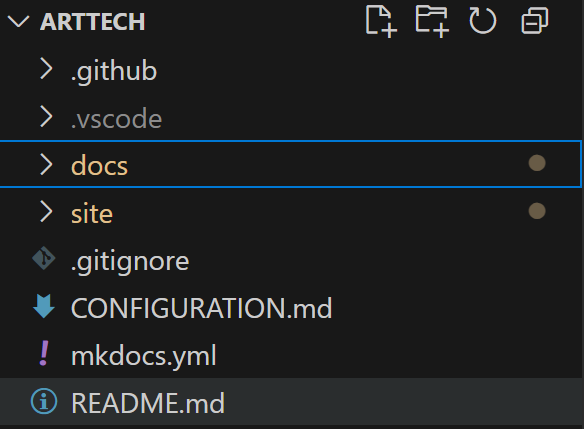 ARTTECH
.github
.vscode
docs
site
.gitignore
CONFIGURATION.md
mkdocs.yml
README.md